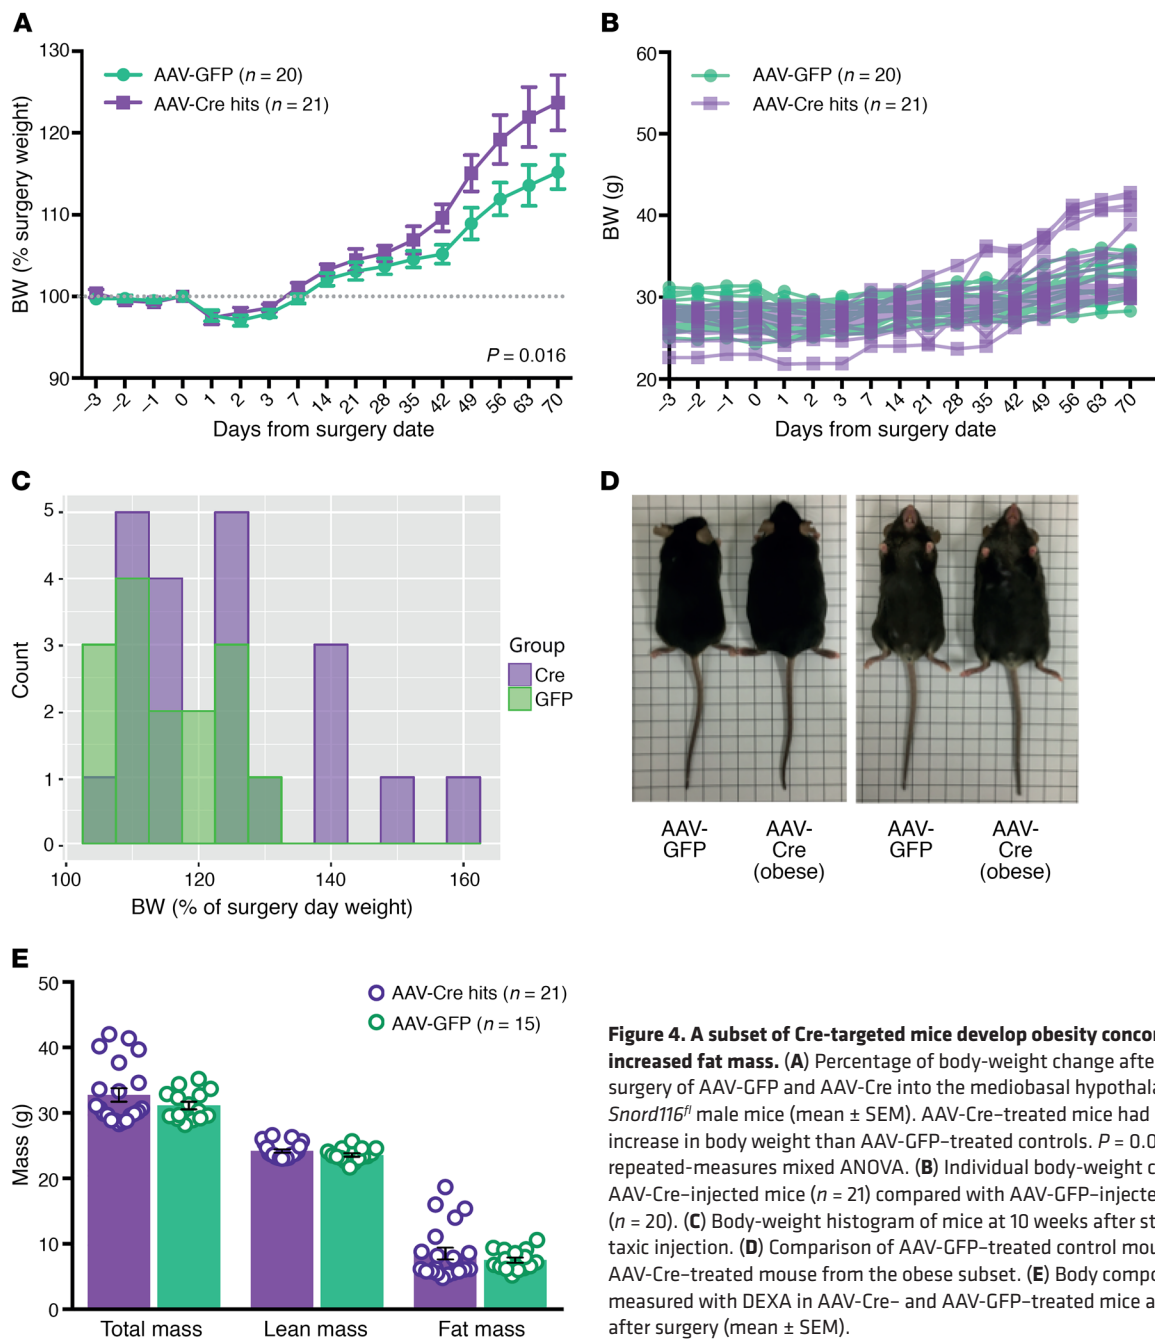 A
130
120
110
100
90
BW (% surgery weight)
AAV-GFP (n = 20)
AAV-Cre hits (n = 21)
P = 0.016
–3 –2 –1 0 1 2 3 7 14 21 28 35 42 49 56 63 70
Days from surgery date
B
60
50
40
30
20
BW (g)
AAV-GFP (n = 20)
AAV-Cre hits (n = 21)
–3 –2 –1 0 1 2 3 7 14 21 28 35 42 49 56 63 70
Days from surgery date
C
5
4
3
2
1
0
Count
100 120 140 160
BW (% of surgery day weight)
Group
Cre
GFP
D
AAV-
GFP
AAV-
Cre
(obese)
AAV-
GFP
AAV-
Cre
(obese)
E
50
40
30
20
10
0
Mass (g)
AAV-Cre hits (n = 21)
AAV-GFP (n = 15)
Total mass Lean mass Fat mass
Figure 4. A subset of Cre-targeted mice develop obesity concor
increased fat mass. (A) Percentage of body-weight change after
surgery of AAV-GFP and AAV-Cre into the mediobasal hypothala
Snord116fl male mice (mean ± SEM). AAV-Cre–treated mice had
increase in body weight than AAV-GFP–treated controls. P = 0.0
repeated-measures mixed ANOVA. (B) Individual body-weight c
AAV-Cre–injected mice (n = 21) compared with AAV-GFP–injecte
(n = 20). (C) Body-weight histogram of mice at 10 weeks after st
taxic injection. (D) Comparison of AAV-GFP–treated control mou
AAV-Cre–treated mouse from the obese subset. (E) Body compo
measured with DEXA in AAV-Cre– and AAV-GFP–treated mice a
after surgery (mean ± SEM).